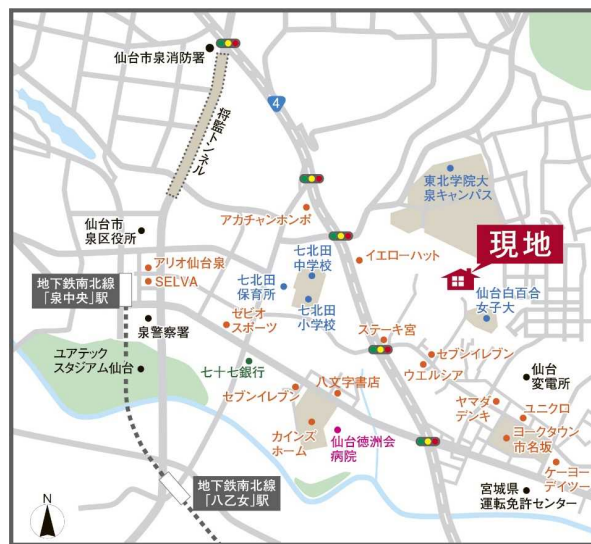 仙台市泉消防署
4
将監トンネル
東北学院大
泉キャンパス
アカチャンホンポ
仙台市
泉区役所
七北田
中学校
イエローハット
現地
アリオ仙台泉
地下鉄南北線
「泉中央」駅
SELVA
七北田
保育所
七北田
小学校
仙台白百合
女子大
泉警察署
ゼビオ
スポーツ
ステーキ宮
ユアテック
スタジアム仙台
七十七銀行
セブンイレブン
ウエルシア
仙台
変電所
セブンイレブン
八文字書店
ヤマダ
デンキ
ユニクロ
カインズ
ホーム
仙台徳洲会
病院
ヨークタウン
市名坂
地下鉄南北線
「八乙女」駅
ケーヨー
デイツー
宮城県
運転免許センター
N